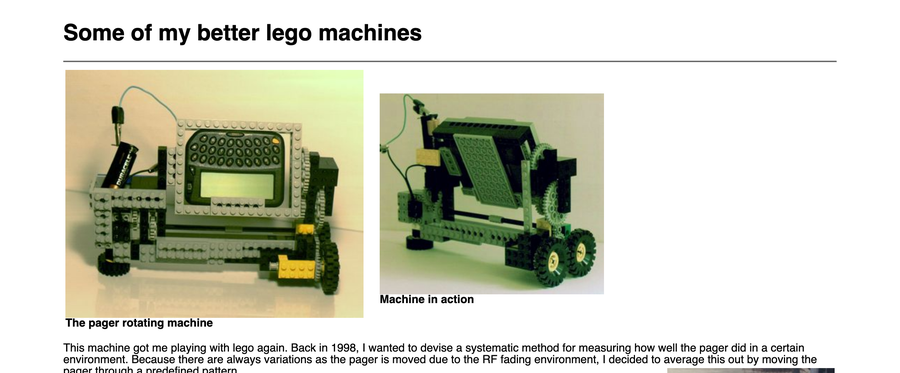 Some of my better lego machines
The pager rotating machine
Machine in action
This machine got me playing with lego again. Back in 1998, I wanted to devise a systematic method for measuring how well the pager did in a certain
environment. Because there are always variations as the pager is moved due to the RF fading environment, I decided to average this out by moving the
pager through a predefined pattern